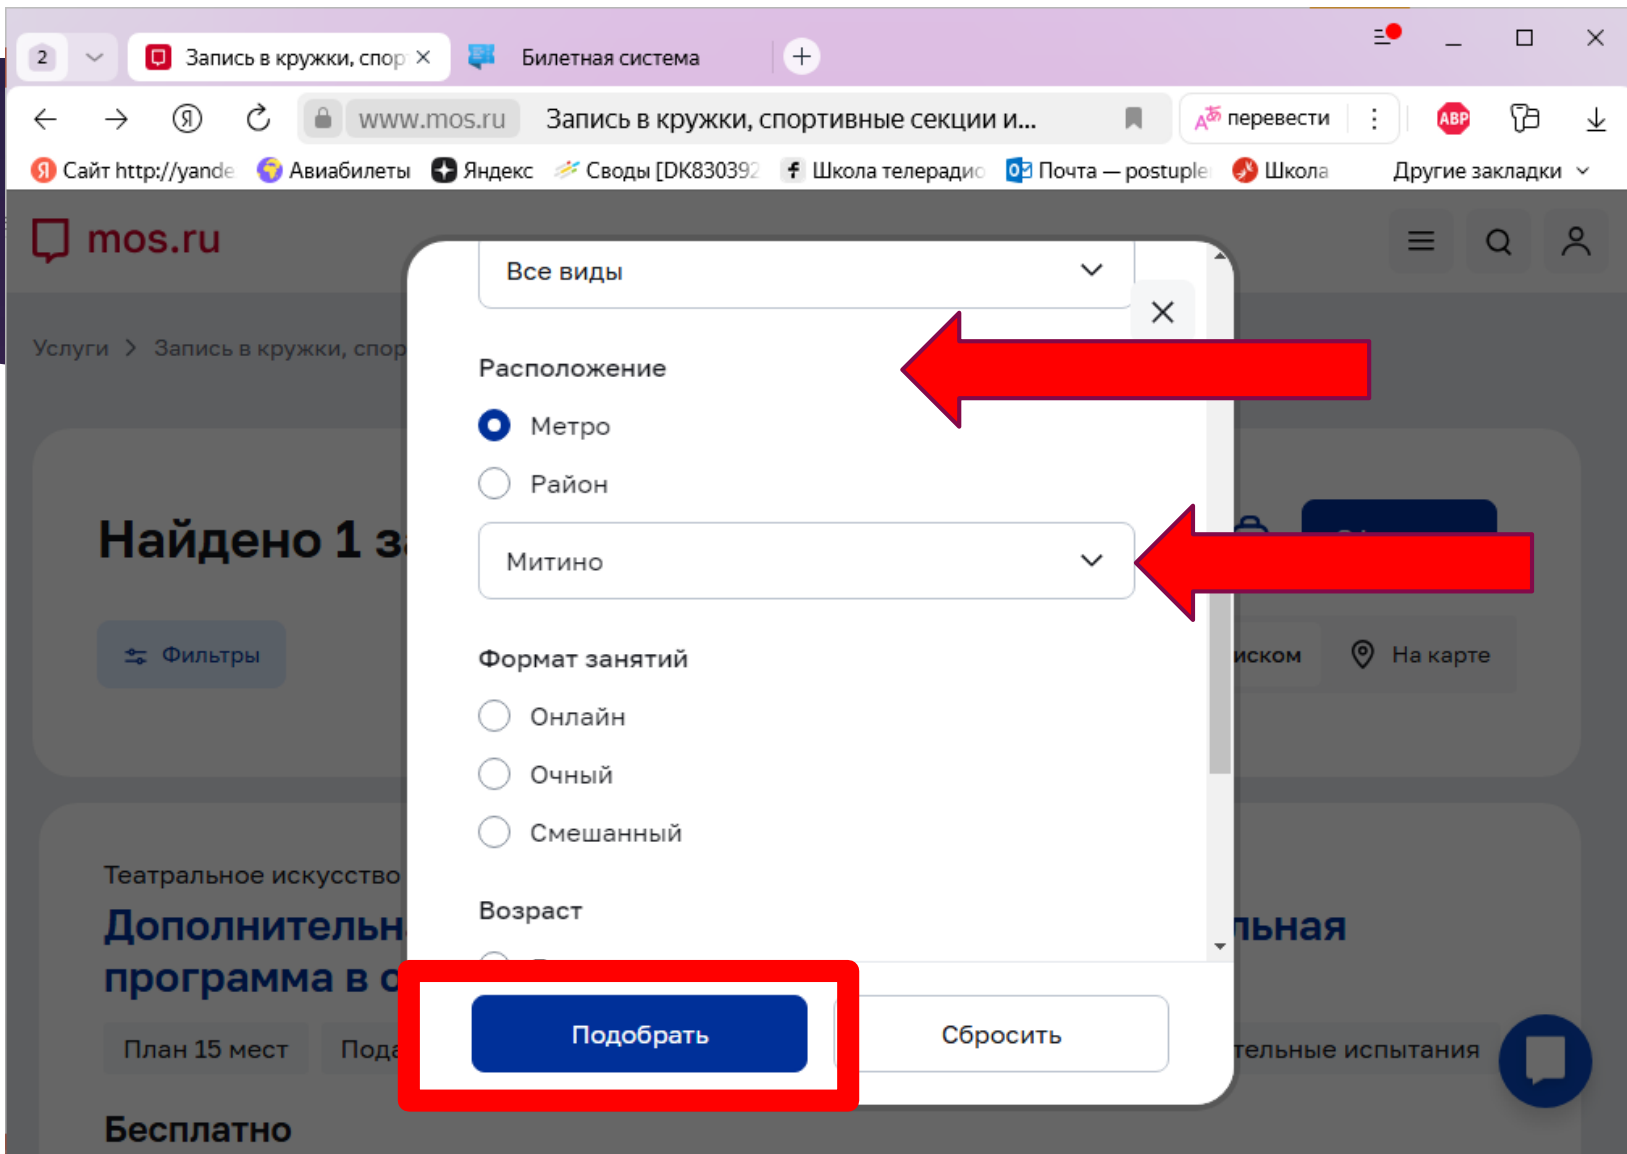 2
Запись в кружки, спор
Билетная система
www.mos.ru
Запись в кружки, спортивные секции и...
перевести
ABP
Сайт http://yande
Авиабилеты
Яндекс
Своды [DK830392
Школа телерадио
Почта — postuple
Школа
Другие закладки
mos.ru
Все виды
Услуги
Запись в кружки, спор
Расположение
Метро
Район
Найдено 1 за
Митино
Фильтры
иском
На карте
Формат занятий
Онлайн
Очный
Смешанный
Театральное искусство
Возраст
Дополнительн
льная
программа в о
Подобрать
Сбросить
План 15 мест
Пода
тельные испытания
Бесплатно